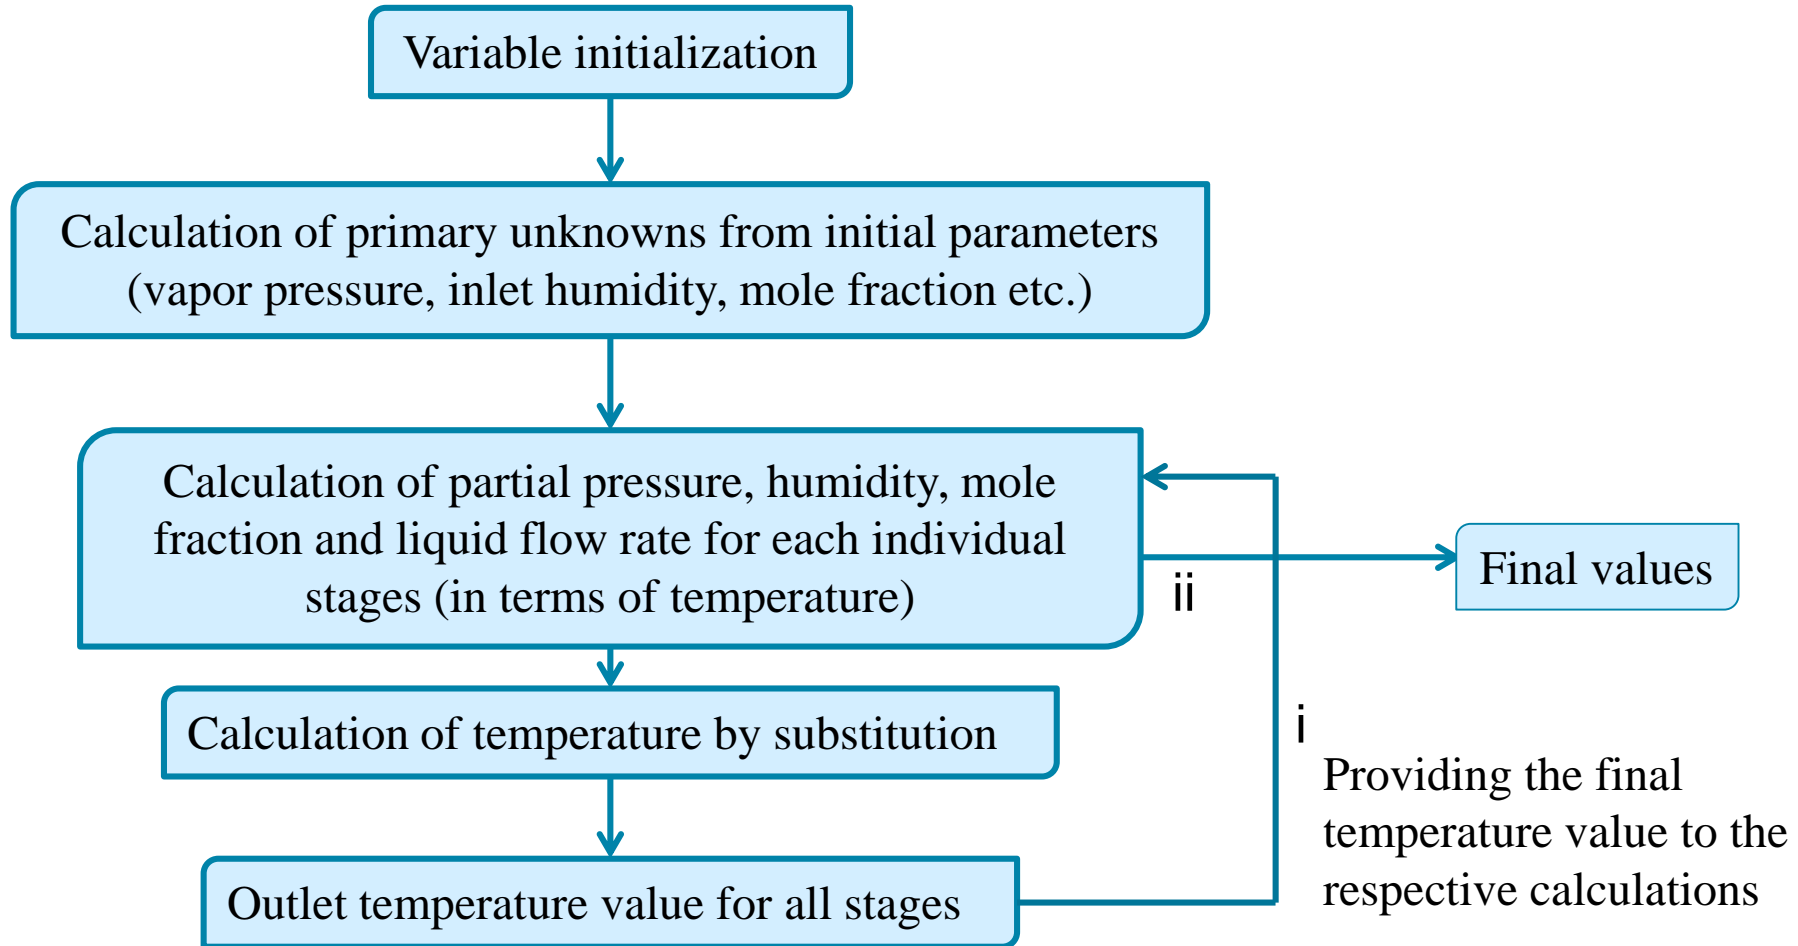 Variable initialization
Calculation of primary unknowns from initial parameters
(vapor pressure, inlet humidity, mole fraction etc.)
Calculation of partial pressure, humidity, mole
fraction and liquid flow rate for each individual
stages (in terms of temperature)
ii
Final values
Calculation of temperature by substitution
i
Providing the final
temperature value to the
respective calculations
Outlet temperature value for all stages